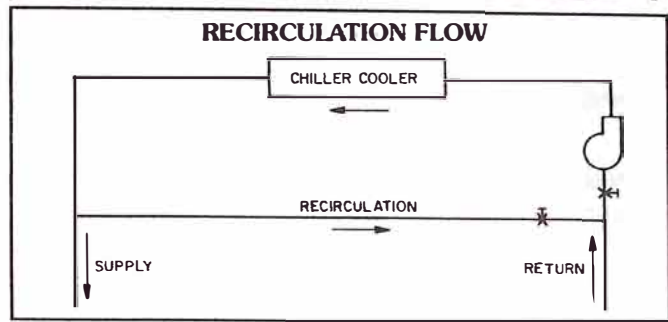 RECIRCULATION FLOW
CHILLER COOLER
RECIRCULATION
SUPPLY
RETURN